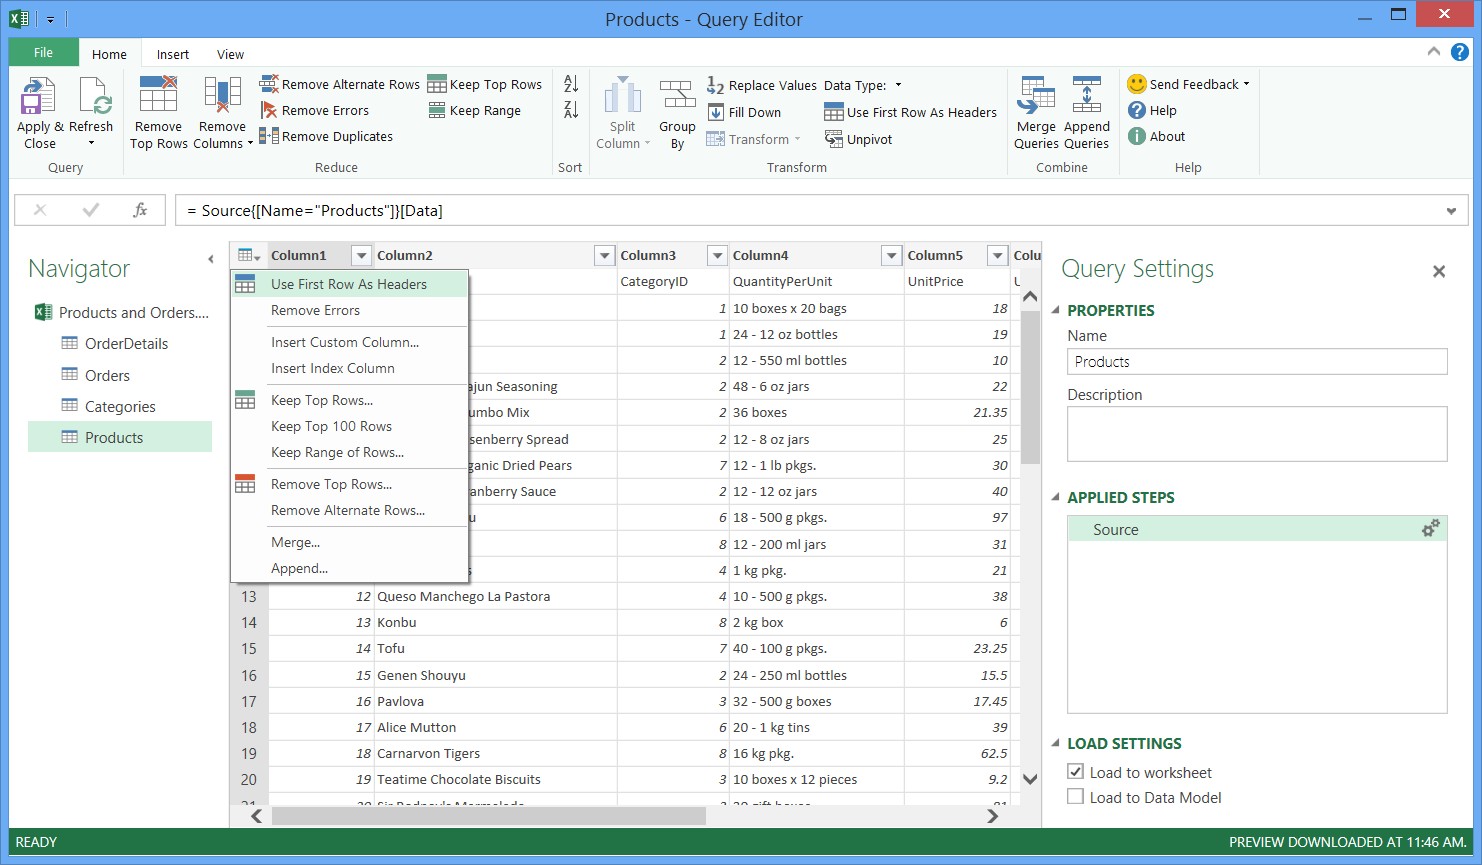 Products - Query Editor
File Home Insert View
Apply & Close
Refresh
Query
Remove Top Rows
Remove Columns
Remove Alternate Rows
Remove Errors
Remove Duplicates
Keep Top Rows
Keep Range
Reduce
Sort
Split Column
Group By
Replace Values
Fill Down
Transform
Data Type:
Use First Row As Headers
Unpivot
Transform
Merge Queries
Append Queries
Combine
Send Feedback
Help
About
Help
fx = Source{[Name="Products"]}[Data]
Navigator
Products and Orders....
OrderDetails
Orders
Categories
Products
Column1 Column2 Column3 Column4 Column5 Colu
CategoryID QuantityPerUnit UnitPrice U
1 10 boxes x 20 bags 18
1 24 - 12 oz bottles 19
2 12 - 550 ml bottles 10
ajun Seasoning 2 48 - 6 oz jars 22
umbo Mix 2 36 boxes 21.35
senberry Spread 2 12 - 8 oz jars 25
ganic Dried Pears 7 12 - 1 lb pkgs. 30
anberry Sauce 2 12 - 12 oz jars 40
u 6 18 - 500 g pkgs. 97
8 12 - 200 ml jars 31
s 4 1 kg pkg. 21
13 12 Queso Manchego La Pastora 4 10 - 500 g pkgs. 38
14 13 Konbu 8 2 kg box 6
15 14 Tofu 7 40 - 100 g pkgs. 23.25
16 15 Genen Shouyu 2 24 - 250 ml bottles 15.5
17 16 Pavlova 3 32 - 500 g boxes 17.45
18 17 Alice Mutton 6 20 - 1 kg tins 39
19 18 Carnarvon Tigers 8 16 kg pkg. 62.5
20 19 Teatime Chocolate Biscuits 3 10 boxes x 12 pieces 9.2
Use First Row As Headers
Remove Errors
Insert Custom Column...
Insert Index Column
Keep Top Rows...
Keep Top 100 Rows
Keep Range of Rows...
Remove Top Rows...
Remove Alternate Rows...
Merge...
Append...
Query Settings
PROPERTIES
Name
Products
Description
APPLIED STEPS
Source
LOAD SETTINGS
Load to worksheet
Load to Data Model
READY
PREVIEW DOWNLOADED AT 11:46 AM.